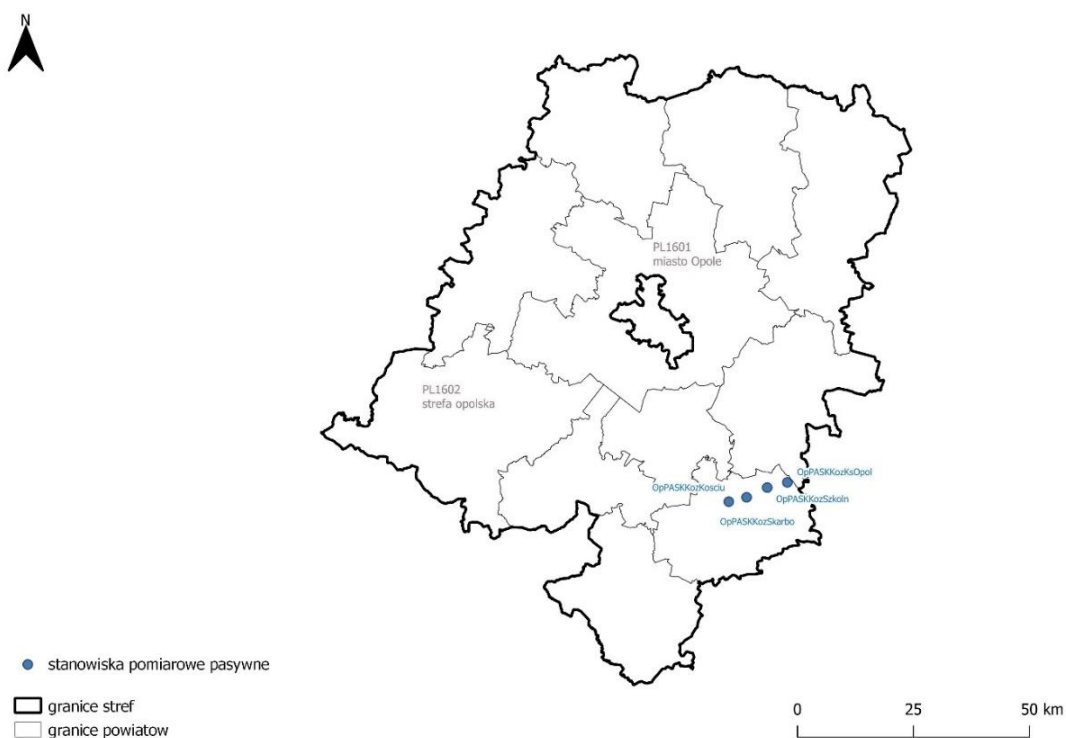 N
PL1601
miasto Opole
PL1602
strefa opolska
OpPASKKozKsOpol
OpPASKKozKosciu
OpPASKKozSzkoln
OpPASKKozSkarbo
stanowiska pomiarowe pasywne
granice stref
granice powiatow
0 25 50 km